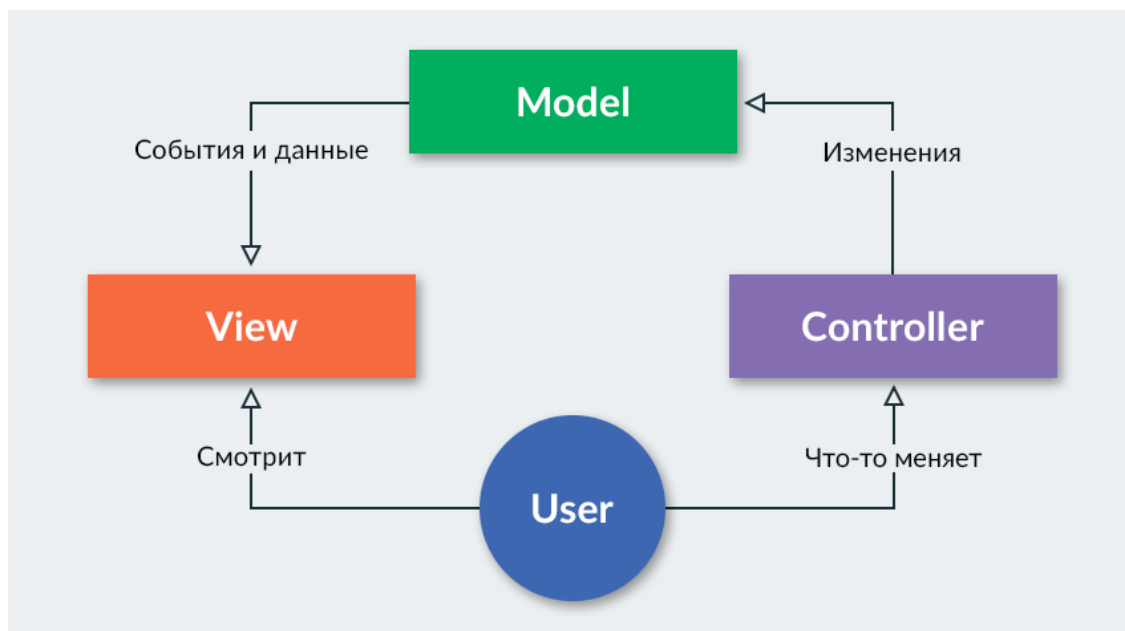 Model
События и данные
Изменения
View
Controller
Смотрит
Что-то меняет
User